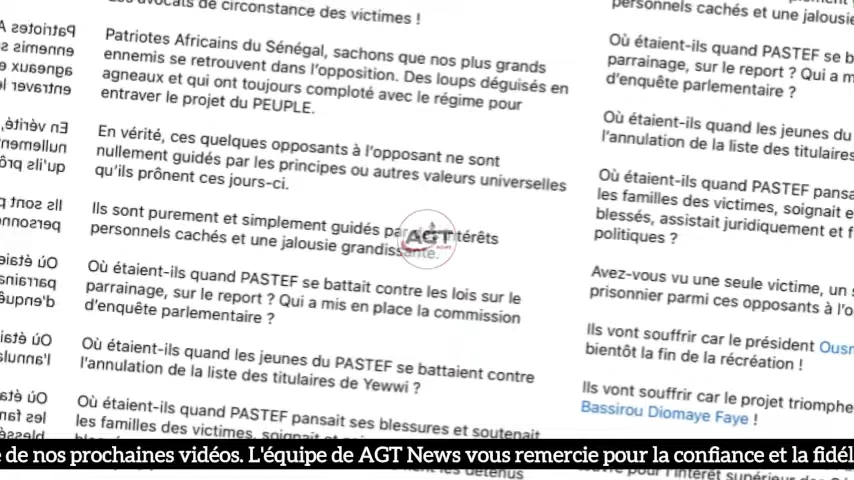 de circonstance des victimes !
Patriotes Africains du Sénégal, sachons que nos plus grands
ennemis se retrouvent dans l'opposition. Des loups déguisés en
agneaux et qui ont toujours comploté avec le régime pour
entraver le projet du PEUPLE.
En vérité, ces quelques opposants à l'opposant ne sont
nullement guidés par les principes ou autres valeurs universelles
qu'ils prônent ces jours-ci.
Ils sont purement et simplement guidés par intérêts
personnels cachés et une jalousie grandissante.
Où étaient-ils quand PASTEF se battait contre les lois sur le
parrainage, sur le report ? Qui a mis en place la commission
d'enquête parlementaire ?
Où étaient-ils quand les jeunes du PASTEF se battaient contre
l'annulation de la liste des titulaires de Yewwi ?
Où étaient-ils quand PASTEF pansait ses blessures et soutenait
les familles des victimes, soignait
personnels cachés et une jalousie
Où étaient-ils quand PASTEF se
parrainage, sur le report ? Qui a
d'enquête parlementaire ?
Où étaient-ils quand les jeunes du
l'annulation de la liste des titulaires
Où étaient-ils quand PASTEF
les familles des victimes, soignait
blessés, assistait juridiquement et
politiques ?
Avez-vous vu une seule victime, un
prisonnier parmi ces opposants à
Ils vont souffrir car le président
bientôt la fin de la récréation !
Ils vont souffrir car le projet triomphe
Bassirou Diomaye Faye !
AGT
de nos prochaines vidéos. L'équipe de AGT News vous remercie pour la confiance et la